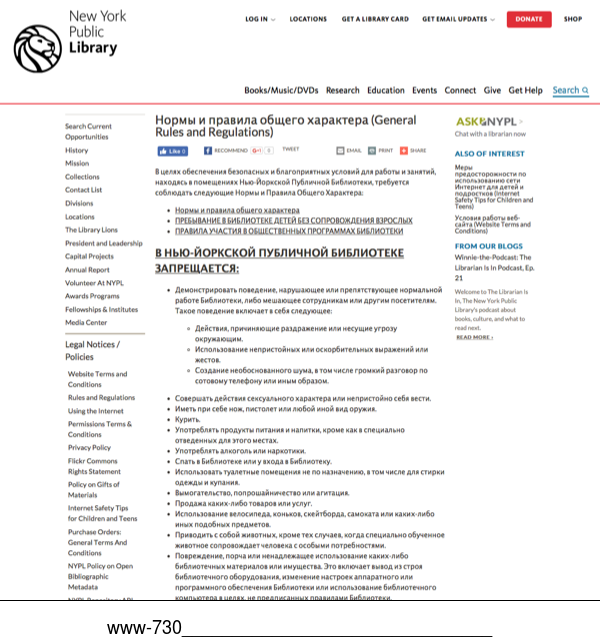 New York
Public
Library
LOG IN
LOCATIONS
GET A LIBRARY CARD
GET EMAIL UPDATES
DONATE
SHOP
Books/Music/DVDs Research Education Events Connect Give Get Help Search
Search Current
Opportunities
History
Mission
Collections
Contact List
Divisions
Locations
The Library Lions
President and Leadership
Capital Projects
Annual Report
Volunteer At NYPL
Awards Programs
Fellowships & Institutes
Media Center
Legal Notices /
Policies
Website Terms and
Conditions
Rules and Regulations
Using the Internet
Permissions Terms &
Conditions
Privacy Policy
Flickr Commons
Rights Statement
Policy on Gifts of
Materials
Internet Safety Tips
for Children and Teens
Purchase Orders:
General Terms And
Conditions
NYPL Policy on Open
Bibliographic
Metadata
Нормы и правила общего характера (General
Rules and Regulations)
Like 0
RECOMMEND
G+1 0
TWEET
EMAIL
PRINT
SHARE
В целях обеспечения безопасных и благоприятных условий для работы и занятий,
находясь в помещениях Нью-Йоркской Публичной Библиотеки, требуется
соблюдать следующие Нормы и Правила Общего Характера:
Нормы и правила общего характера
ПРЕБЫВАНИЕ В БИБЛИОТЕКЕ ДЕТЕЙ БЕЗ СОПРОВОЖДЕНИЯ ВЗРОСЛЫХ
ПРАВИЛА УЧАСТИЯ В ОБЩЕСТВЕННЫХ ПРОГРАММАХ БИБЛИОТЕКИ
В НЬЮ-ЙОРКСКОЙ ПУБЛИЧНОЙ БИБЛИОТЕКЕ
ЗАПРЕЩАЕТСЯ:
Демонстрировать поведение, нарушающее или препятствующее нормальной
работе Библиотеки, либо мешающее сотрудникам или другим посетителям.
Такое поведение включает в себя следующее:
Действия, причиняющие раздражение или несущие угрозу
окружающим.
Использование непристойных или оскорбительных выражений или
жестов.
Создание необоснованного шума, в том числе громкий разговор по
сотовому телефону или иным образом.
Совершать действия сексуального характера или непристойно себя вести.
Иметь при себе нож, пистолет или любой иной вид оружия.
Курить.
Употреблять продукты питания и напитки, кроме как в специально
отведенных для этого местах.
Употреблять алкоголь или наркотики.
Спать в Библиотеке или у входа в Библиотеку.
Использовать туалетные помещения не по назначению, в том числе для стирки
одежды и купания.
Вымогательство, попрошайничество или агитация.
Продажа каких-либо товаров или услуг.
Использование велосипеда, коньков, скейтборда, самоката или каких-либо
иных подобных предметов.
Приводить с собой животных, кроме тех случаев, когда специально обученное
животное сопровождает человека с особыми потребностями.
Повреждение, порча или ненадлежащее использование каких-либо
библиотечных материалов или имущества. Это включает вывод из строя
библиотечного оборудования, изменение настроек аппаратного или
программного обеспечения Библиотеки или использование библиотечного
компьютера в целях, не предписанных правилами Библиотеки.
ASK NYPL
Chat with a librarian now
ALSO OF INTEREST
Меры
предосторожности по
использованию сети
Интернет для детей и
подростков (Internet
Safety Tips for Children and
Teens)
Условия работы веб-
сайта (Website Terms and
Conditions)
FROM OUR BLOGS
Winnie-the-Podcast: The
Librarian Is In Podcast, Ep.
21
Welcome to The Librarian is
In, The New York Public
Library's podcast about
books, culture, and what to
read next.
READ MORE ›
www-730